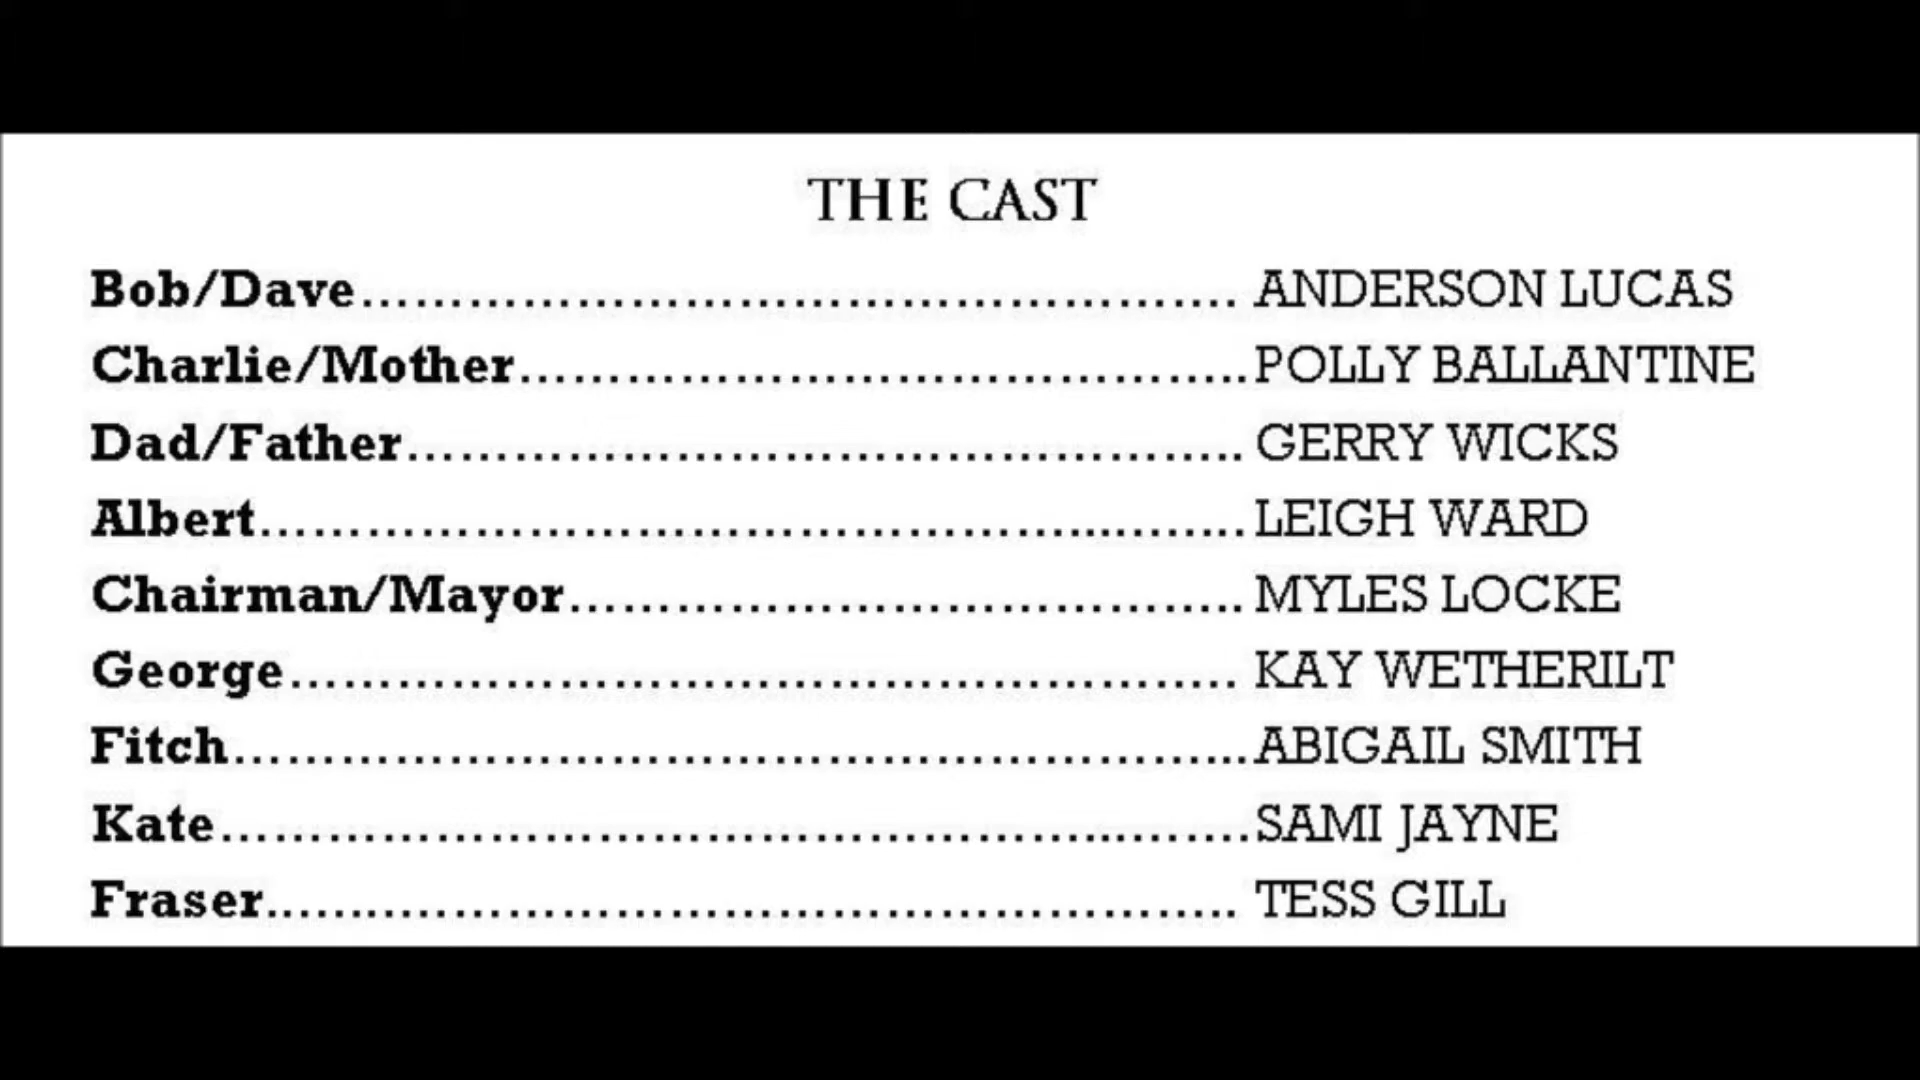 THE CAST
Bob/Dave.......................................................ANDERSON LUCAS
Charlie/Mother.............................................POLLY BALLANTINE
Dad/Father....................................................GERRY WICKS
Albert.............................................................LEIGH WARD
Chairman/Mayor..........................................MYLES LOCKE
George...........................................................KAY WETHERILT
Fitch...............................................................ABIGAIL SMITH
Kate................................................................SAMI JAYNE
Fraser.............................................................TESS GILL